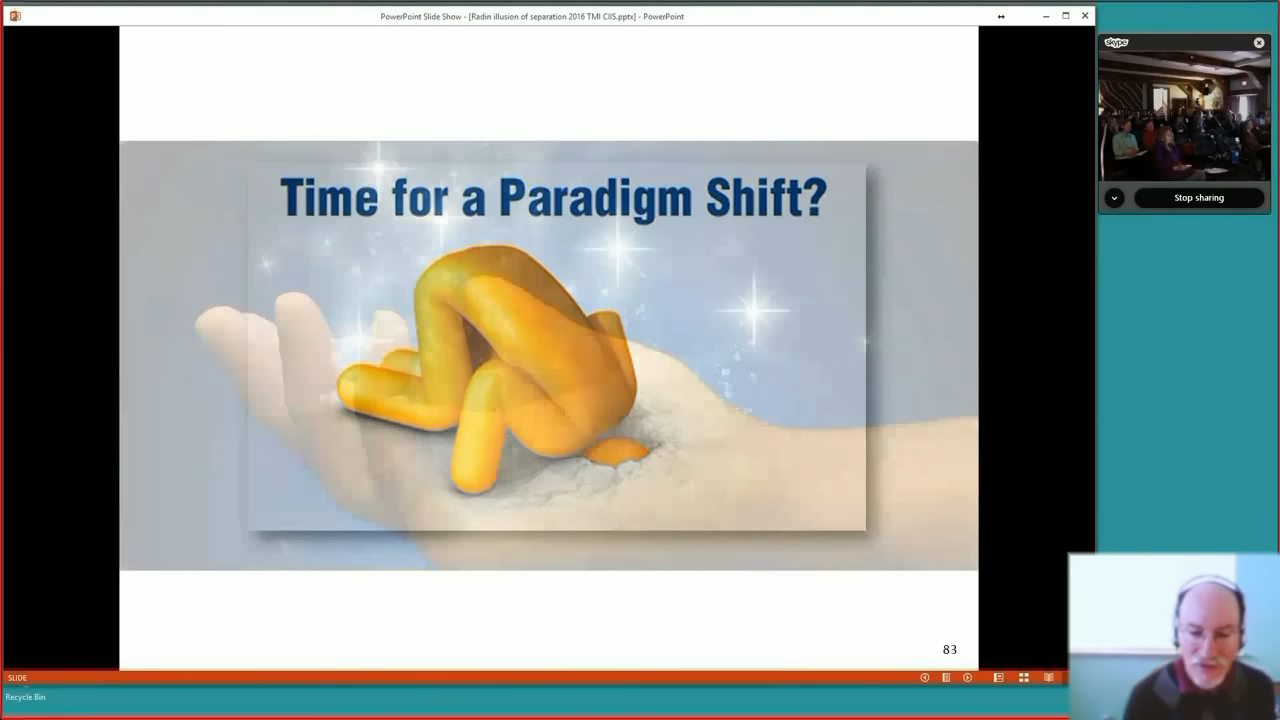 PowerPoint Slide Show - [Radin illusion of separation 2016 TMI CIIS.pptx] - PowerPoint
skype
Stop sharing
Time for a Paradigm Shift?
83
SLIDE
Recycle Bin